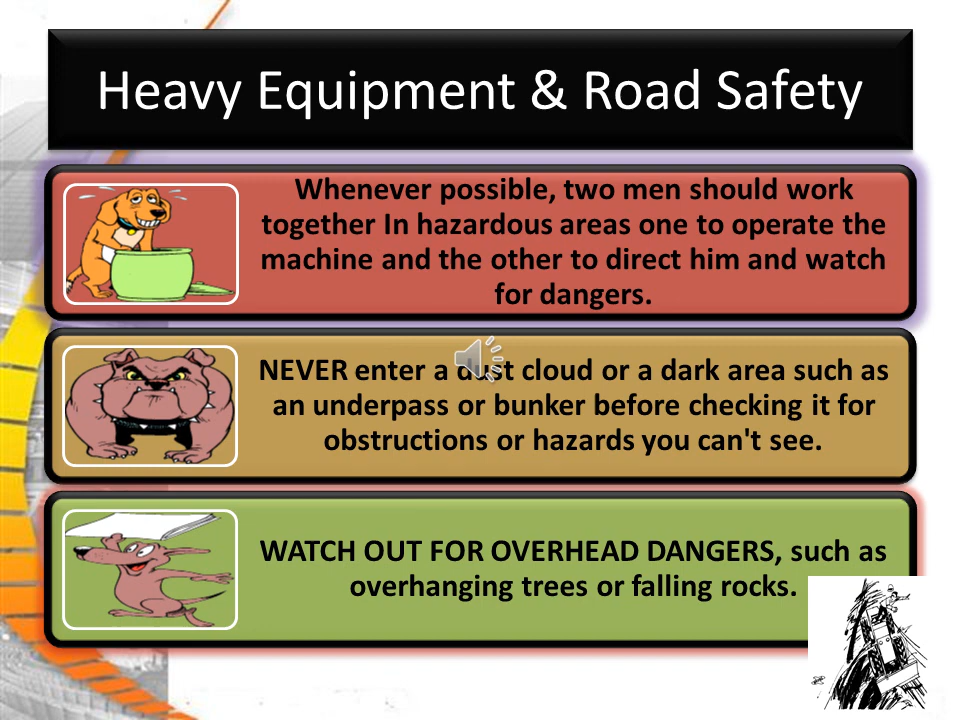 Heavy Equipment & Road Safety
Whenever possible, two men should work
together In hazardous areas one to operate the
machine and the other to direct him and watch
for dangers.
NEVER enter a dust cloud or a dark area such as
an underpass or bunker before checking it for
obstructions or hazards you can't see.
WATCH OUT FOR OVERHEAD DANGERS, such as
overhanging trees or falling rocks.